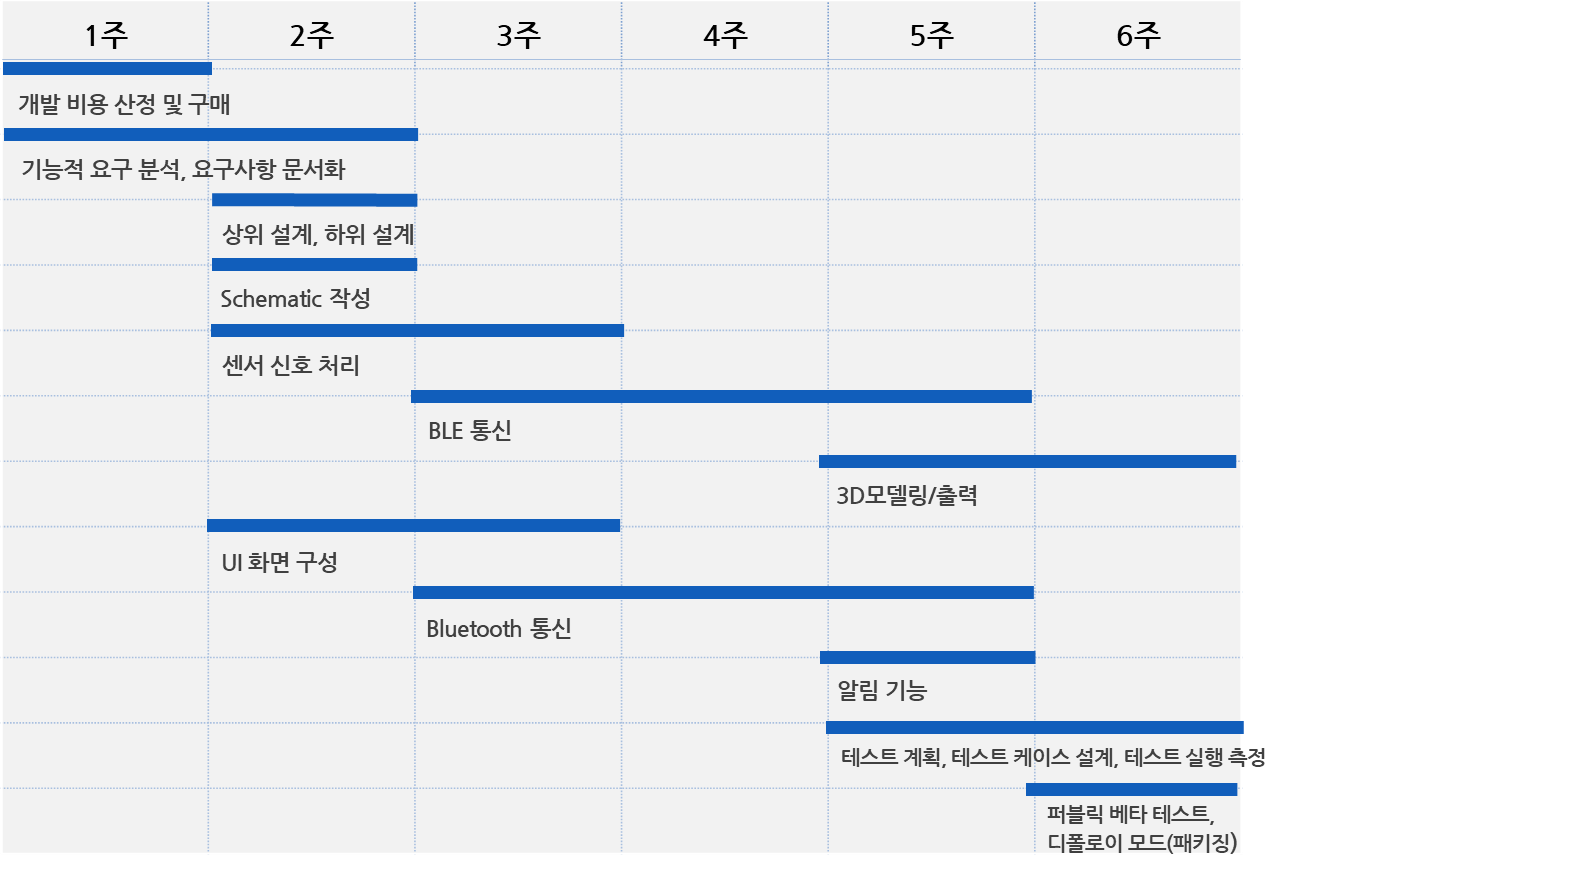 1주 2주 3주 4주 5주 6주
개발 비용 산정 및 구매
기능적 요구 분석, 요구사항 문서화
상위 설계, 하위 설계
Schematic 작성
센서 신호 처리
BLE 통신
3D모델링/출력
UI 화면 구성
Bluetooth 통신
알림 기능
테스트 계획, 테스트 케이스 설계, 테스트 실행 측정
퍼블릭 베타 테스트,
디폴로이 모드(패키징)